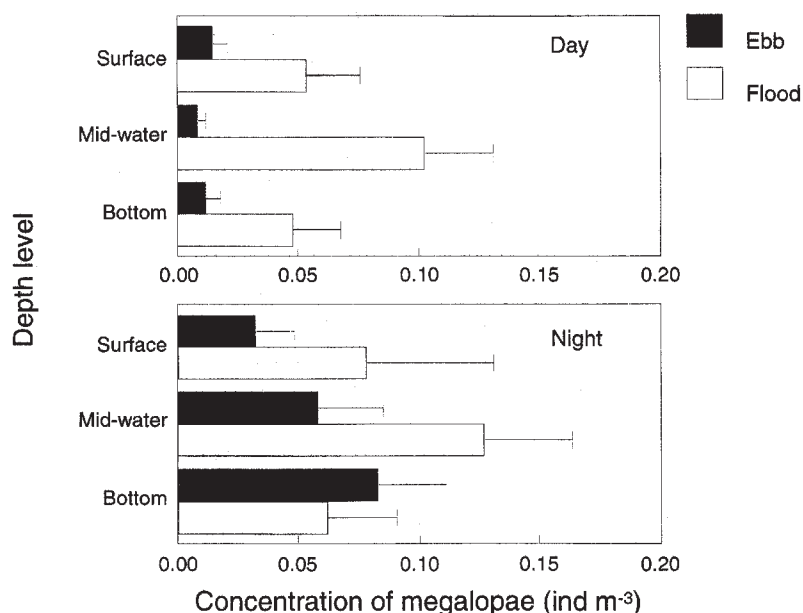 Day
Ebb
Flood
Surface
Mid-water
Bottom
0.00 0.05 0.10 0.15 0.20
Depth level
Night
Surface
Mid-water
Bottom
0.00 0.05 0.10 0.15 0.20
Concentration of megalopae (ind m-3)